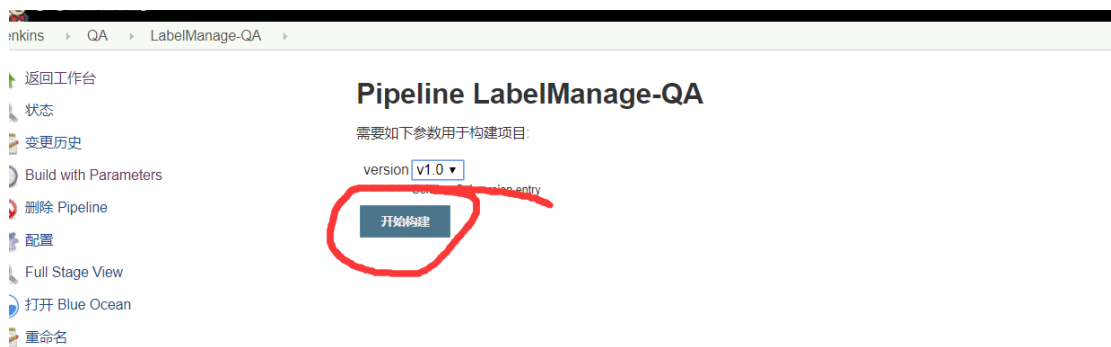 enkins › QA › LabelManage-QA ›
返回工作台
状态
变更历史
Build with Parameters
删除 Pipeline
配置
Full Stage View
打开 Blue Ocean
重命名
Pipeline LabelManage-QA
需要如下参数用于构建项目:
version v1.0
entry
开始构建